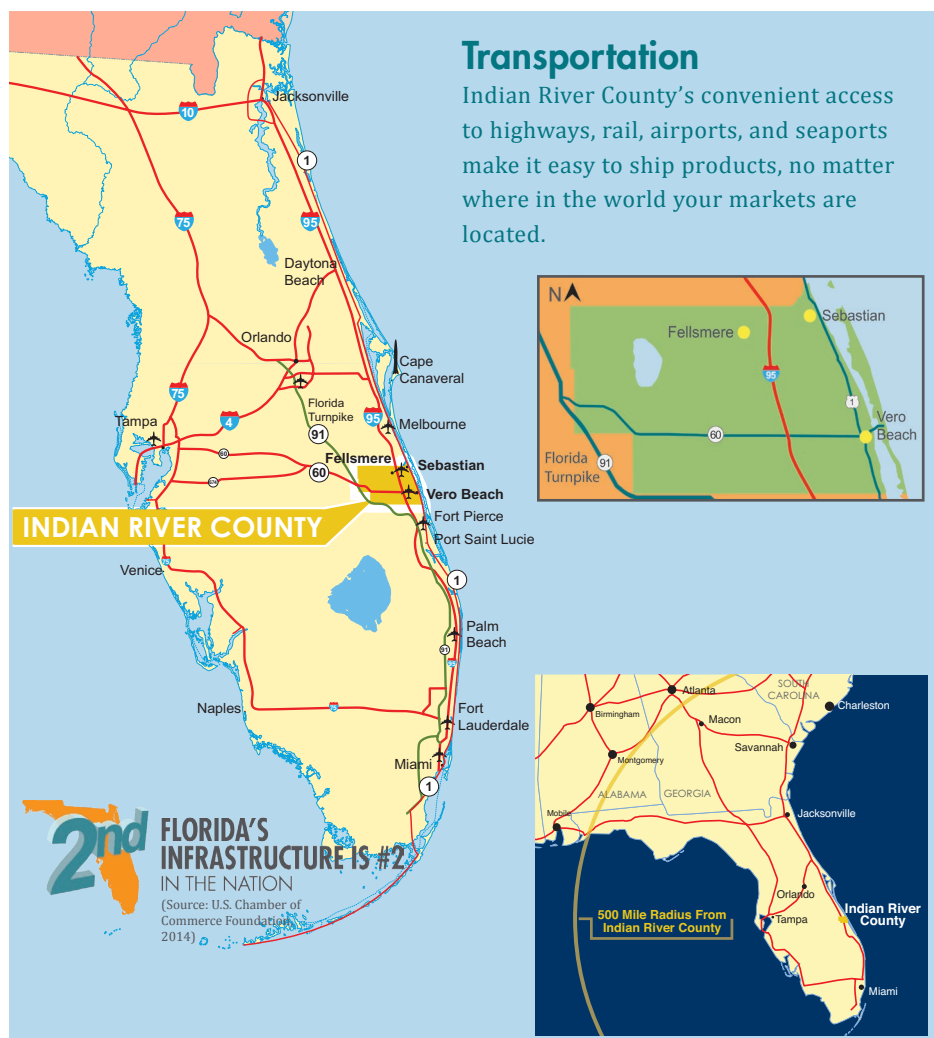 Transportation
Indian River County's convenient access
to highways, rail, airports, and seaports
make it easy to ship products, no matter
where in the world your markets are
located.
Jacksonville
10
1
75
95
Daytona
Beach
Orlando
Cape
Canaveral
75
4
Florida
Turnpike
95
Tampa
91
Melbourne
60
Fellsmere
Sebastian
60
Vero Beach
INDIAN RIVER COUNTY
Fort Pierce
Port Saint Lucie
Venice
1
Palm
Beach
91
Naples
Fort
Lauderdale
Miami
1
N
Sebastian
Fellsmere
95
1
Vero
Beach
60
Florida
Turnpike
91
2nd
FLORIDA'S
INFRASTRUCTURE IS #2
IN THE NATION
(Source: U.S. Chamber of
Commerce Foundation,
2014)
SOUTH
CAROLINA
Atlanta
Charleston
Birmingham
Macon
Savannah
Montgomery
ALABAMA
GEORGIA
Mobile
Jacksonville
Orlando
Indian River
County
500 Mile Radius From
Indian River County
Tampa
Miami